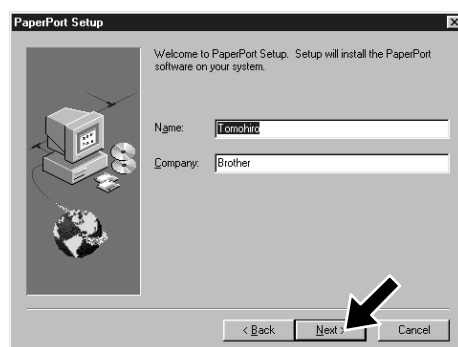 PaperPort Setup
Welcome to PaperPort Setup. Setup will install the PaperPort
software on your system.
Name: Tomohiro
Company: Brother
< Back Next > Cancel